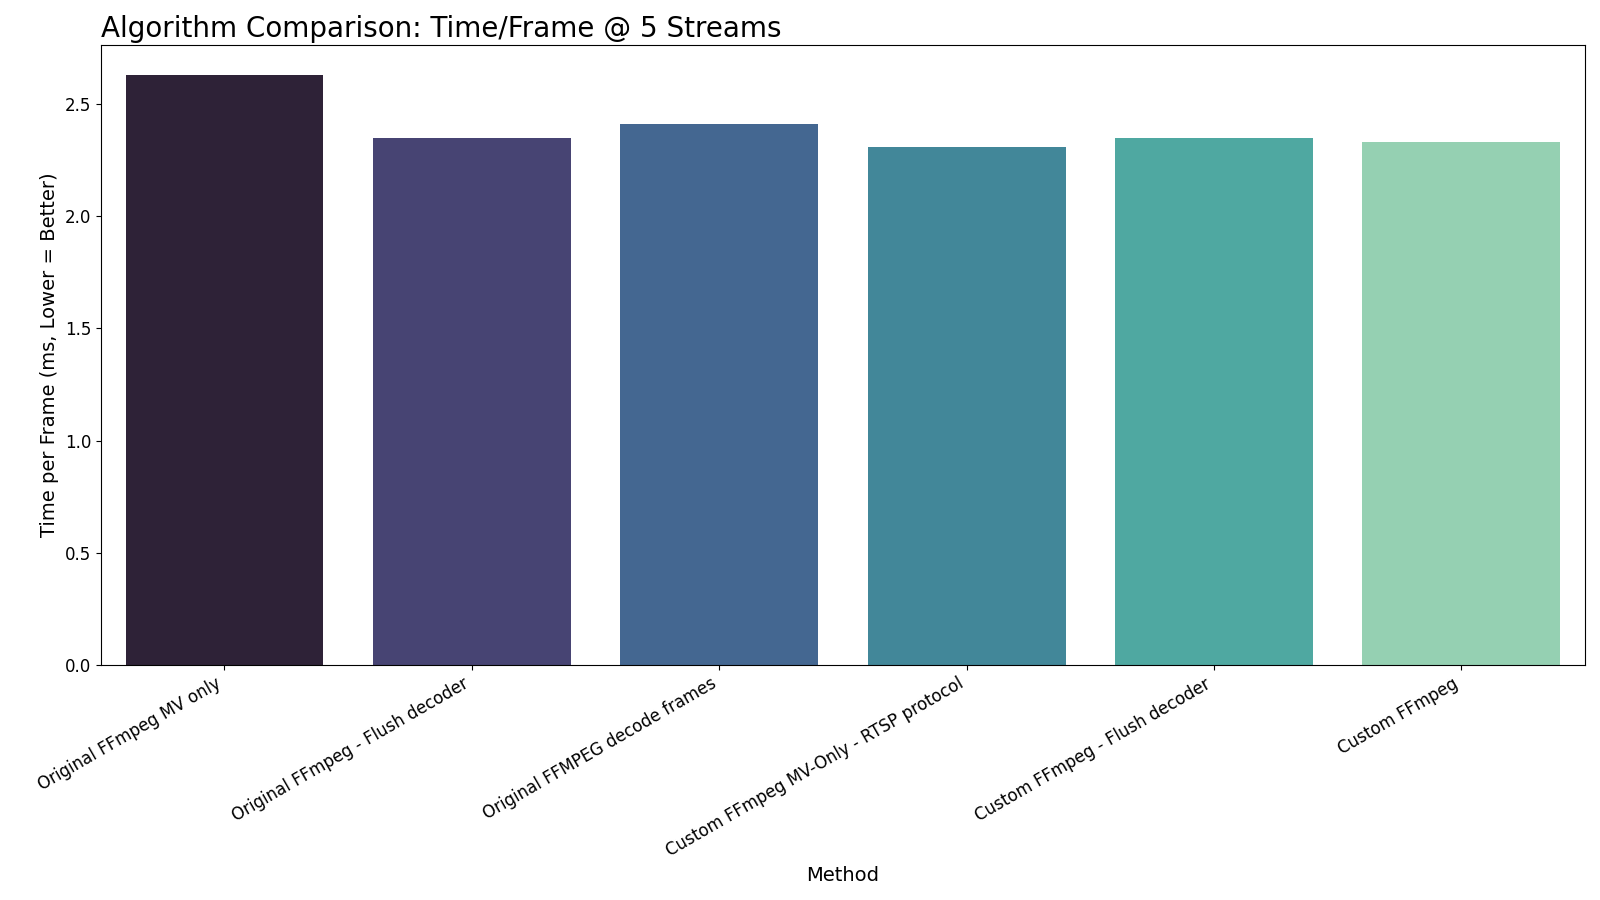 Algorithm Comparison: Time/Frame @ 5 Streams
Time per Frame (ms, Lower = Better)
2.5
2.0
1.5
1.0
0.5
0.0
Original FFmpeg MV only
Original FFmpeg - Flush decoder
Original FFMPEG decode frames
Custom FFmpeg MV-Only - RTSP protocol
Custom FFmpeg - Flush decoder
Custom FFmpeg
Method